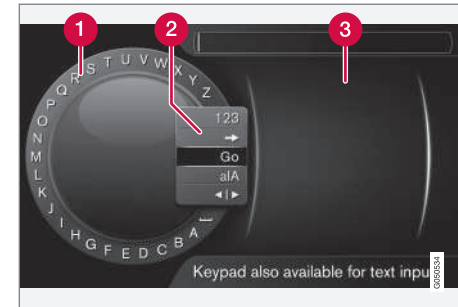 1
2
3
A B C D E F G H I J K L M N O P Q R S T U V W X Y Z
123
➡
Go
a|A
◄|►
Keypad also available for text inpu
G050534